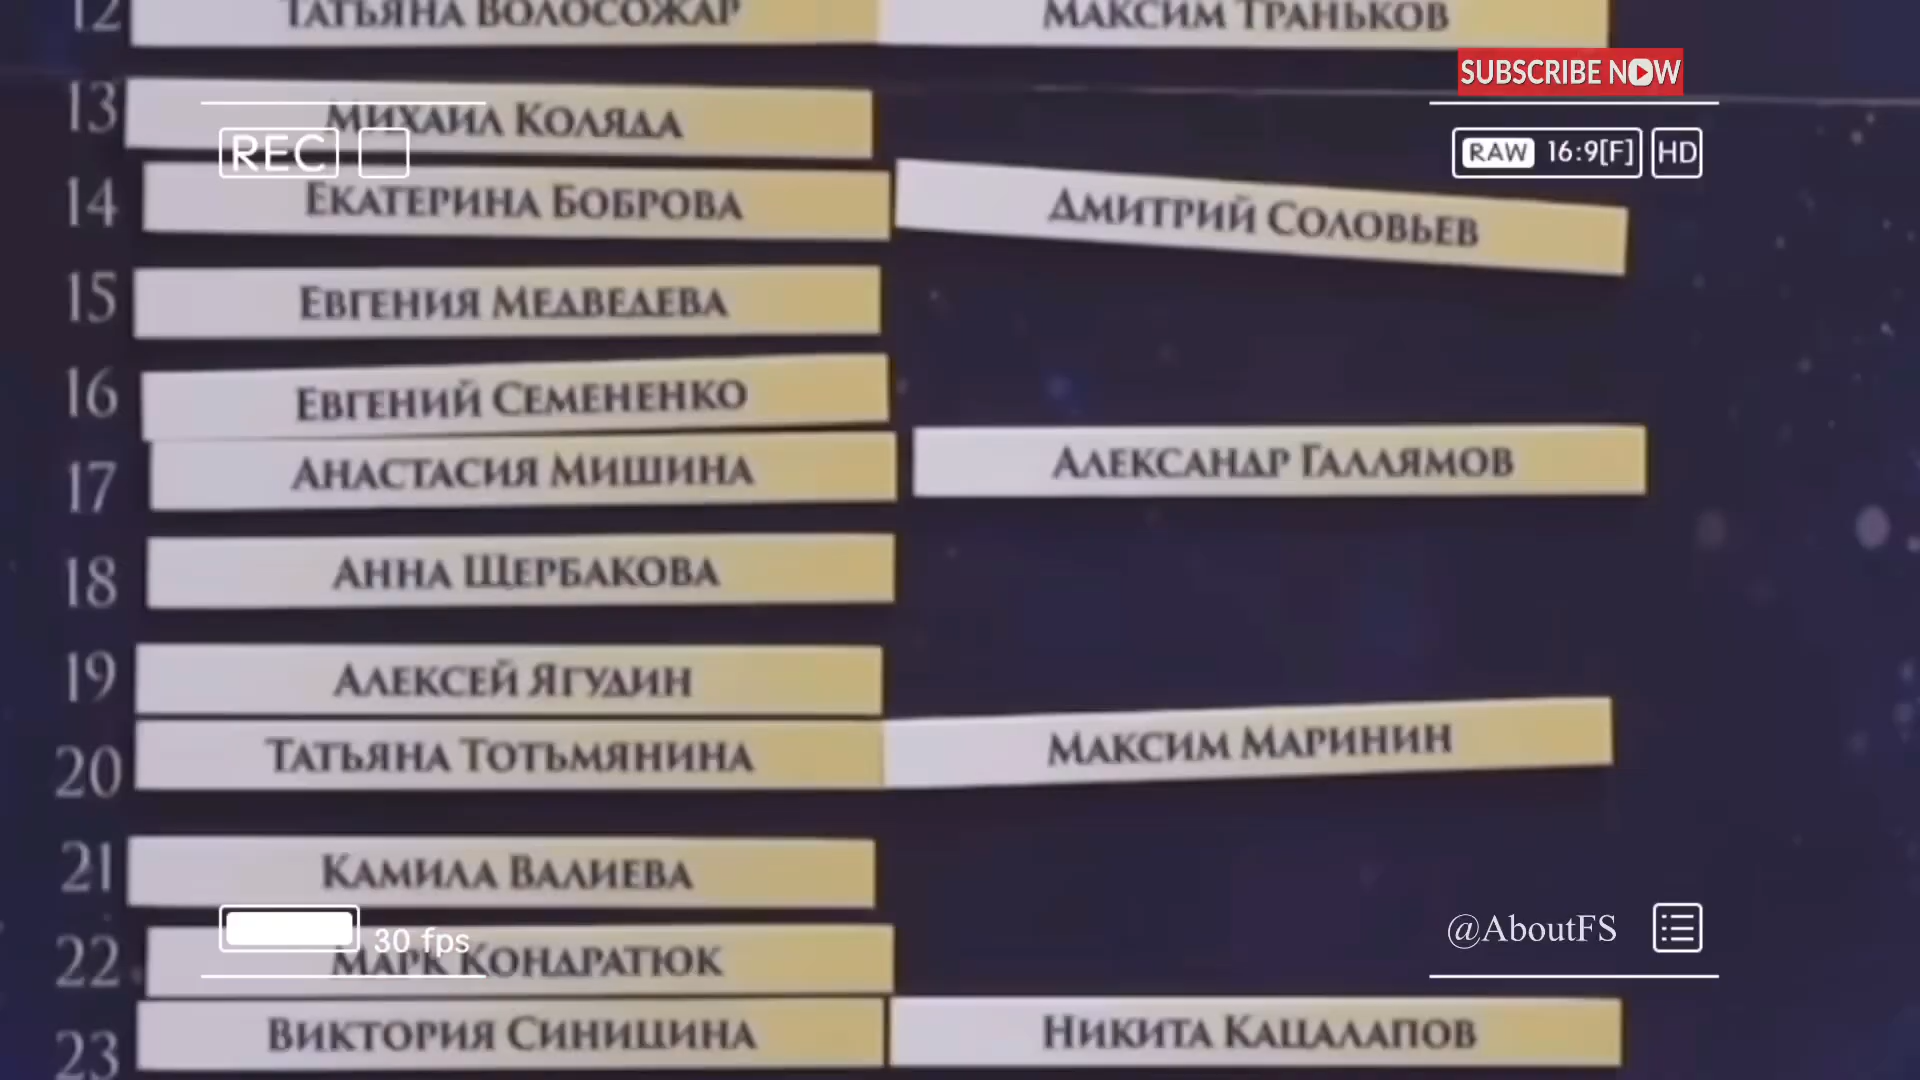 12 ТАТЬЯНА ВОЛОСОЖАР МАКСИМ ТРАНЬКОВ
SUBSCRIBE NOW
13 МИХАИЛ КОЛЯДА
REC RAW 16:9[F] HD
14 ЕКАТЕРИНА БОБРОВА ДМИТРИЙ СОЛОВЬЕВ
15 ЕВГЕНИЯ МЕДВЕДЕВА
16 ЕВГЕНИЙ СЕМЕНЕНКО
17 АНАСТАСИЯ МИШИНА АЛЕКСАНДР ГАЛЛЯМОВ
18 АННА ЩЕРБАКОВА
19 АЛЕКСЕЙ ЯГУДИН
20 ТАТЬЯНА ТОТЬМЯНИНА МАКСИМ МАРИНИН
21 КАМИЛА ВАЛИЕВА
30 fps @AboutFS
22 МАРК КОНДРАТЮК
23 ВИКТОРИЯ СИНИЦИНА НИКИТА КАЦАЛАПОВ